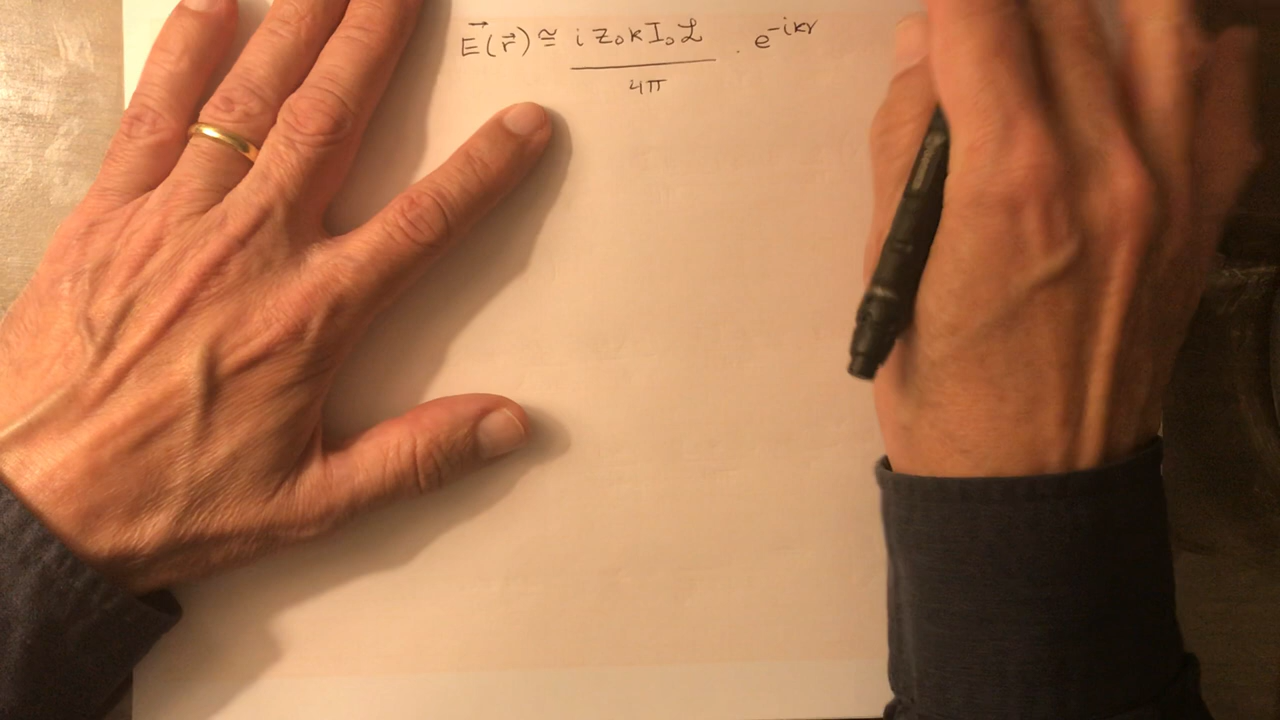 E⃗(r⃗) ≅ i Z₀ k I₀ ℒ / 4π · e^{-ikr}